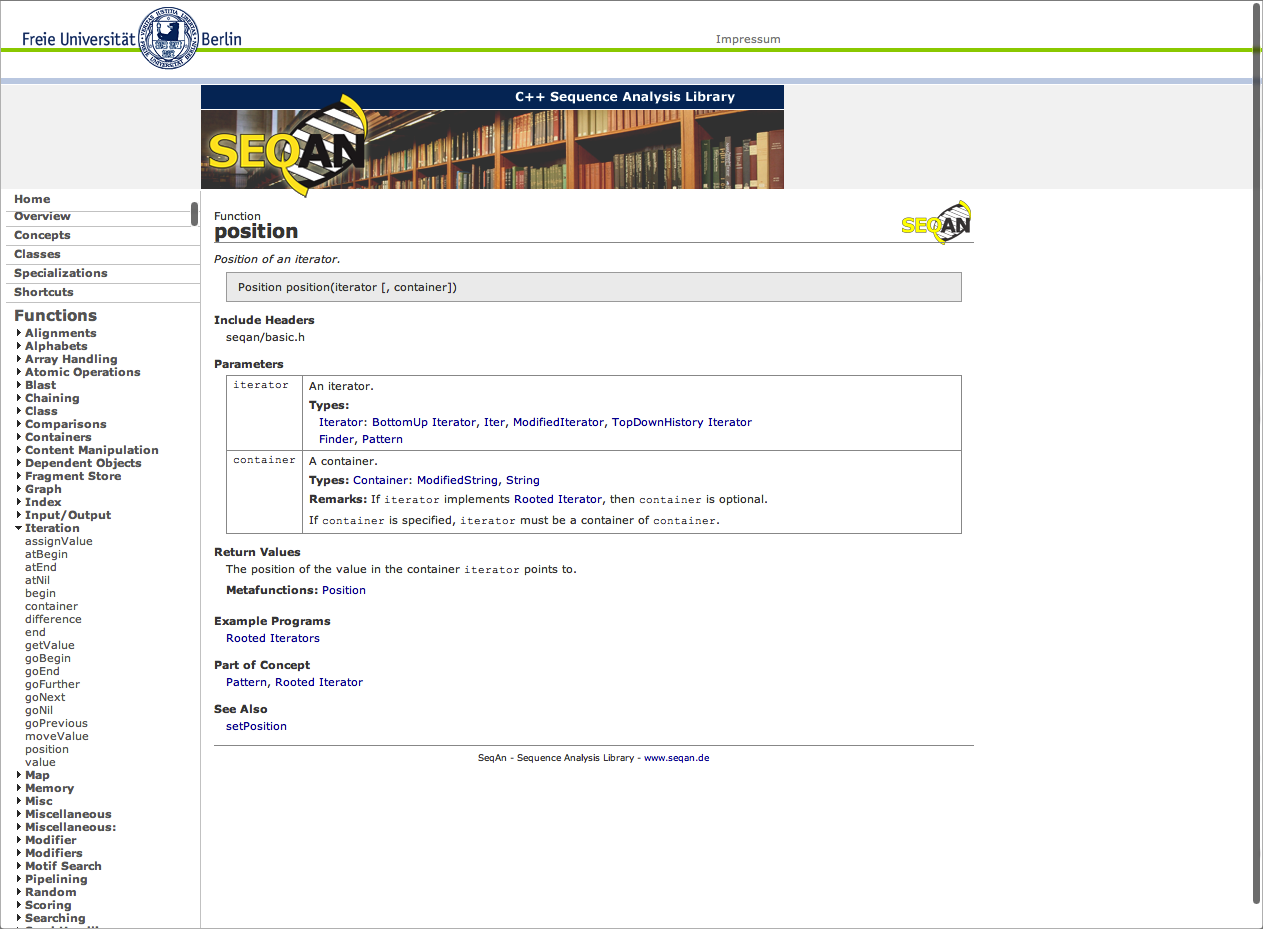 Freie Universität Berlin
Impressum
C++ Sequence Analysis Library
SEQAN
Home
Overview
Concepts
Classes
Specializations
Shortcuts
Functions
Alignments
Alphabets
Array Handling
Atomic Operations
Blast
Chaining
Class
Comparisons
Containers
Content Manipulation
Dependent Objects
Fragment Store
Graph
Index
Input/Output
Iteration
assignValue
atBegin
atEnd
atNil
begin
container
difference
end
getValue
goBegin
goEnd
goFurther
goNext
goNil
goPrevious
moveValue
position
value
Map
Memory
Misc
Miscellaneous
Miscellaneous:
Modifier
Modifiers
Motif Search
Pipelining
Random
Scoring
Searching
Function
position
SEQAN
Position of an iterator.
Position position(iterator [, container])
Include Headers
seqan/basic.h
Parameters
iterator
An iterator.
Types:
Iterator: BottomUp Iterator, Iter, ModifiedIterator, TopDownHistory Iterator
Finder, Pattern
container
A container.
Types: Container: ModifiedString, String
Remarks: If iterator implements Rooted Iterator, then container is optional.
If container is specified, iterator must be a container of container.
Return Values
The position of the value in the container iterator points to.
Metafunctions: Position
Example Programs
Rooted Iterators
Part of Concept
Pattern, Rooted Iterator
See Also
setPosition
SeqAn - Sequence Analysis Library - www.seqan.de